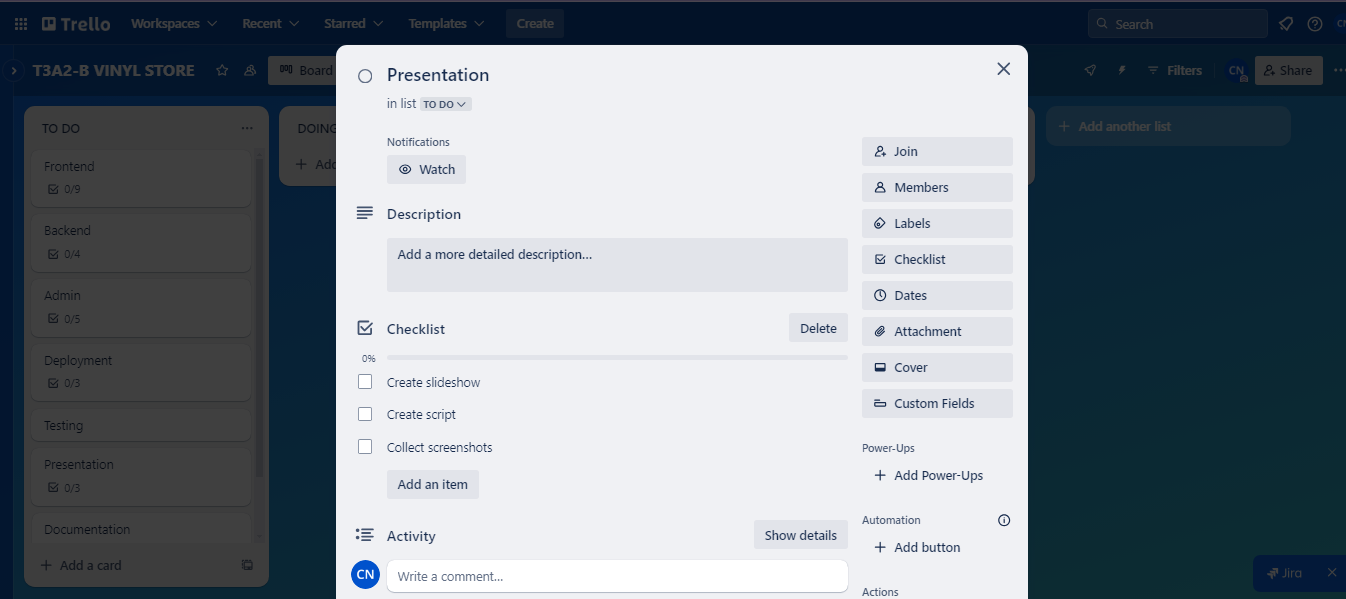 Trello
Workspaces
Recent
Starred
Templates
Create
Search
T3A2-B VINYL STORE
Board
CN
Filters
Share
TO DO
Frontend
0/9
Backend
0/4
Admin
0/5
Deployment
0/3
Testing
Presentation
0/3
Documentation
Add a card
DOING
Add
Add another list
Presentation
in list TO DO
Notifications
Watch
Description
Add a more detailed description...
Checklist
Delete
0%
Create slideshow
Create script
Collect screenshots
Add an item
Activity
Show details
CN
Write a comment...
Join
Members
Labels
Checklist
Dates
Attachment
Cover
Custom Fields
Power-Ups
Add Power-Ups
Automation
Add button
Actions
Jira